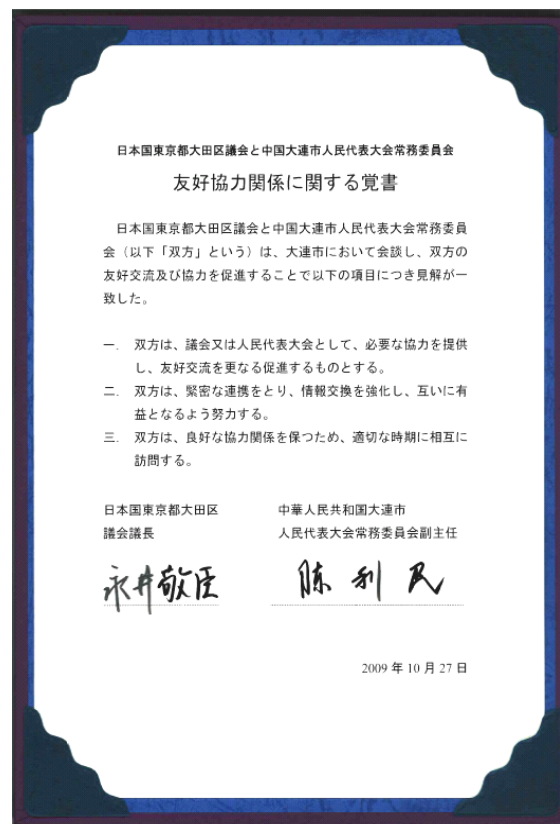 日本国東京都大田区議会と中国大連市人民代表大会常務委員会
友好協力関係に関する覚書
日本国東京都大田区議会と中国大連市人民代表大会常務委員
会（以下「双方」という）は、大連市において会談し、双方の
友好交流及び協力を促進することで以下の項目につき見解が一
致した。
一． 双方は、議会又は人民代表大会として、必要な協力を提供
し、友好交流を更なる促進するものとする。
二． 双方は、緊密な連携をとり、情報交換を強化し、互いに有
益となるよう努力する。
三． 双方は、良好な協力関係を保つため、適切な時期に相互に
訪問する。
日本国東京都大田区
議会議長
永井敬臣
中華人民共和国大連市
人民代表大会常務委員会副主任
陈利民
2009 年 10 月 27 日